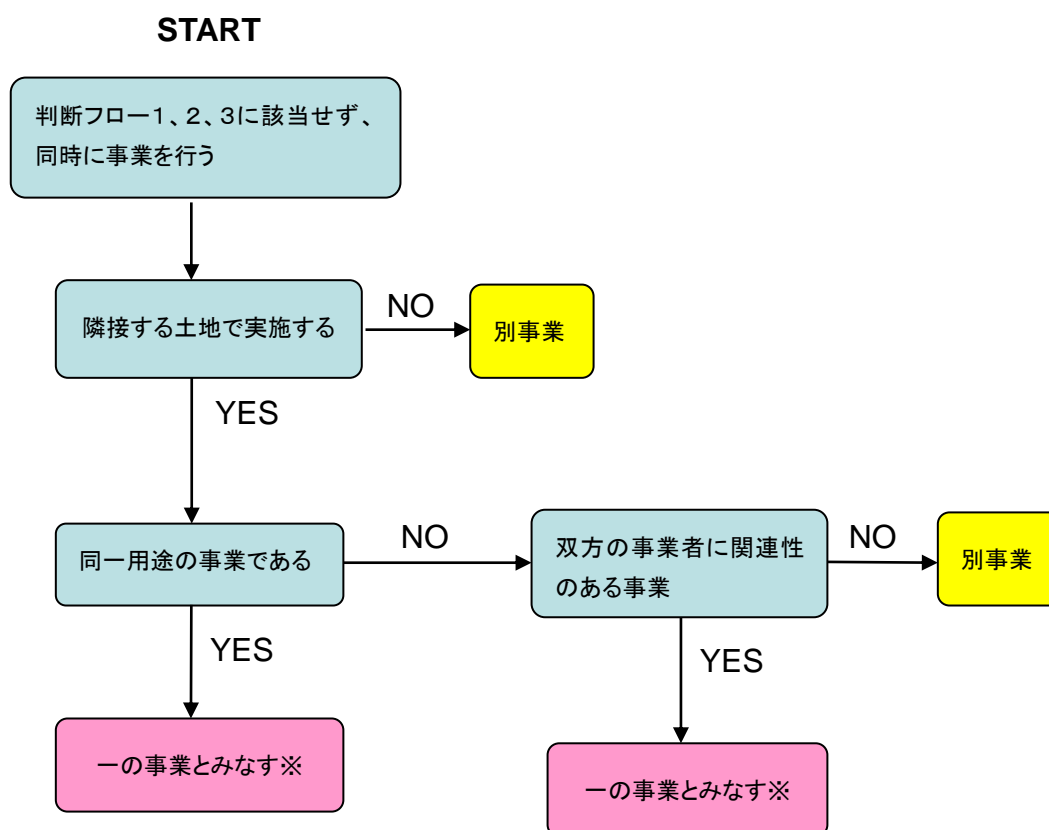 START
判断フロー1、2、3に該当せず、
同時に事業を行う
隣接する土地で実施する
NO
別事業
YES
同一用途の事業である
NO
双方の事業者に関連性
のある事業
NO
別事業
YES
YES
一の事業とみなす※
一の事業とみなす※